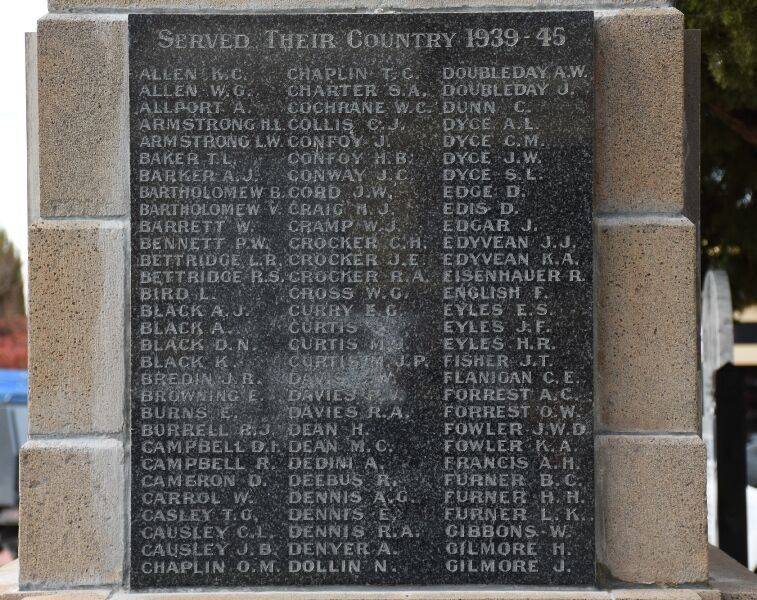 SERVED THEIR COUNTRY 1939-45
ALLEN K.C.
ALLEN W.G.
ALLPORT A.
ARMSTRONG H.I.
ARMSTRONG L.W.
BAKER T.L.
BARKER A.J.
BARTHOLOMEW B.
BARTHOLOMEW V.
BARRETT W.
BENNETT P.W.
BETTRIDGE L.R.
BETTRIDGE R.S.
BIRD L.
BLACK A.J.
BLACK A.
BLACK D.N.
BLACK K.
BREDIN J.R.
BROWNING E.
BURNS E.
BURRELL R.J.
CAMPBELL D.H.
CAMPBELL R.
CAMERON D.
CARROL W.
CASLEY T.G.
CAUSLEY C.L.
CAUSLEY J.B.
CHAPLIN O.M.
CHAPLIN T.C.
CHARTER S.A.
COCHRANE W.C.
COLLIS C.J.
CONFOY J.
CONFOY H.B.
CONWAY J.C.
CORD J.W.
CRAIG H.J.
CRAMP W.J.
CROCKER C.H.
CROCKER J.E.
CROCKER R.A.
CROSS W.G.
CURRY E.G.
CURTIS
CURTIS M.J.
CURTIS M.J.P.
DAVIES
DAVIES
DAVIES R.A.
DEAN H.
DEAN M.C.
DEDINI A.
DEEBUS R.
DENNIS A.G.
DENNIS E.
DENNIS R.A.
DENYER A.
DOLLIN N.
DOUBLEDAY A.W.
DOUBLEDAY J.
DUNN C.
DYCE A.L.
DYCE C.M.
DYCE J.W.
DYCE S.L.
EDGE D.
EDIS D.
EDGAR J.
EDYVEAN J.J.
EDYVEAN K.A.
EISENHAUER R.
ENGLISH F.
EYLES E.S.
EYLES J.F.
EYLES H.R.
FISHER J.T.
FLANIGAN C.E.
FORREST A.C.
FORREST O.W.
FOWLER J.W.D
FOWLER K.A.
FRANCIS A.H.
FURNER B.C.
FURNER H.H.
FURNER L.K.
GIBBONS W.
GILMORE H.
GILMORE J.